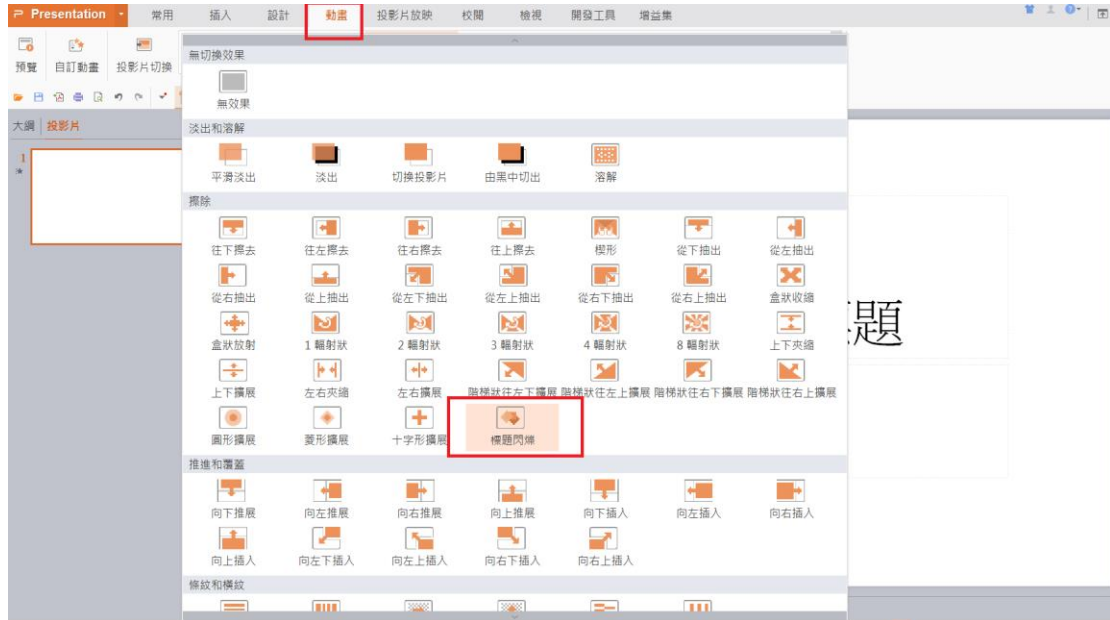 Presentation 常用 插入 設計 動畫 投影片放映 校閱 檢視 開發工具 增益集
預覽 自訂動畫 投影片切換
無切換效果
無效果
大綱 投影片
淡出和溶解
1
平滑淡出 淡出 切換投影片 由黑中切出 溶解
擦除
往下擦去 往左擦去 往右擦去 往上擦去 楔形 從下抽出 從左抽出
從右抽出 從上抽出 從左下抽出 從左上抽出 從右下抽出 從右上抽出 盒狀收縮
盒狀放射 1 輻射狀 2 輻射狀 3 輻射狀 4 輻射狀 8 輻射狀 上下夾縮
題
上下擴展 左右夾縮 左右擴展 階梯狀往左下擴展 階梯狀往左上擴展 階梯狀往右下擴展 階梯狀往右上擴展
圓形擴展 菱形擴展 十字形擴展 標題閃爍
推進和覆蓋
向下推展 向左推展 向右推展 向上推展 向下插入 向左插入 向右插入
向上插入 向左下插入 向左上插入 向右下插入 向右上插入
條紋和橫紋